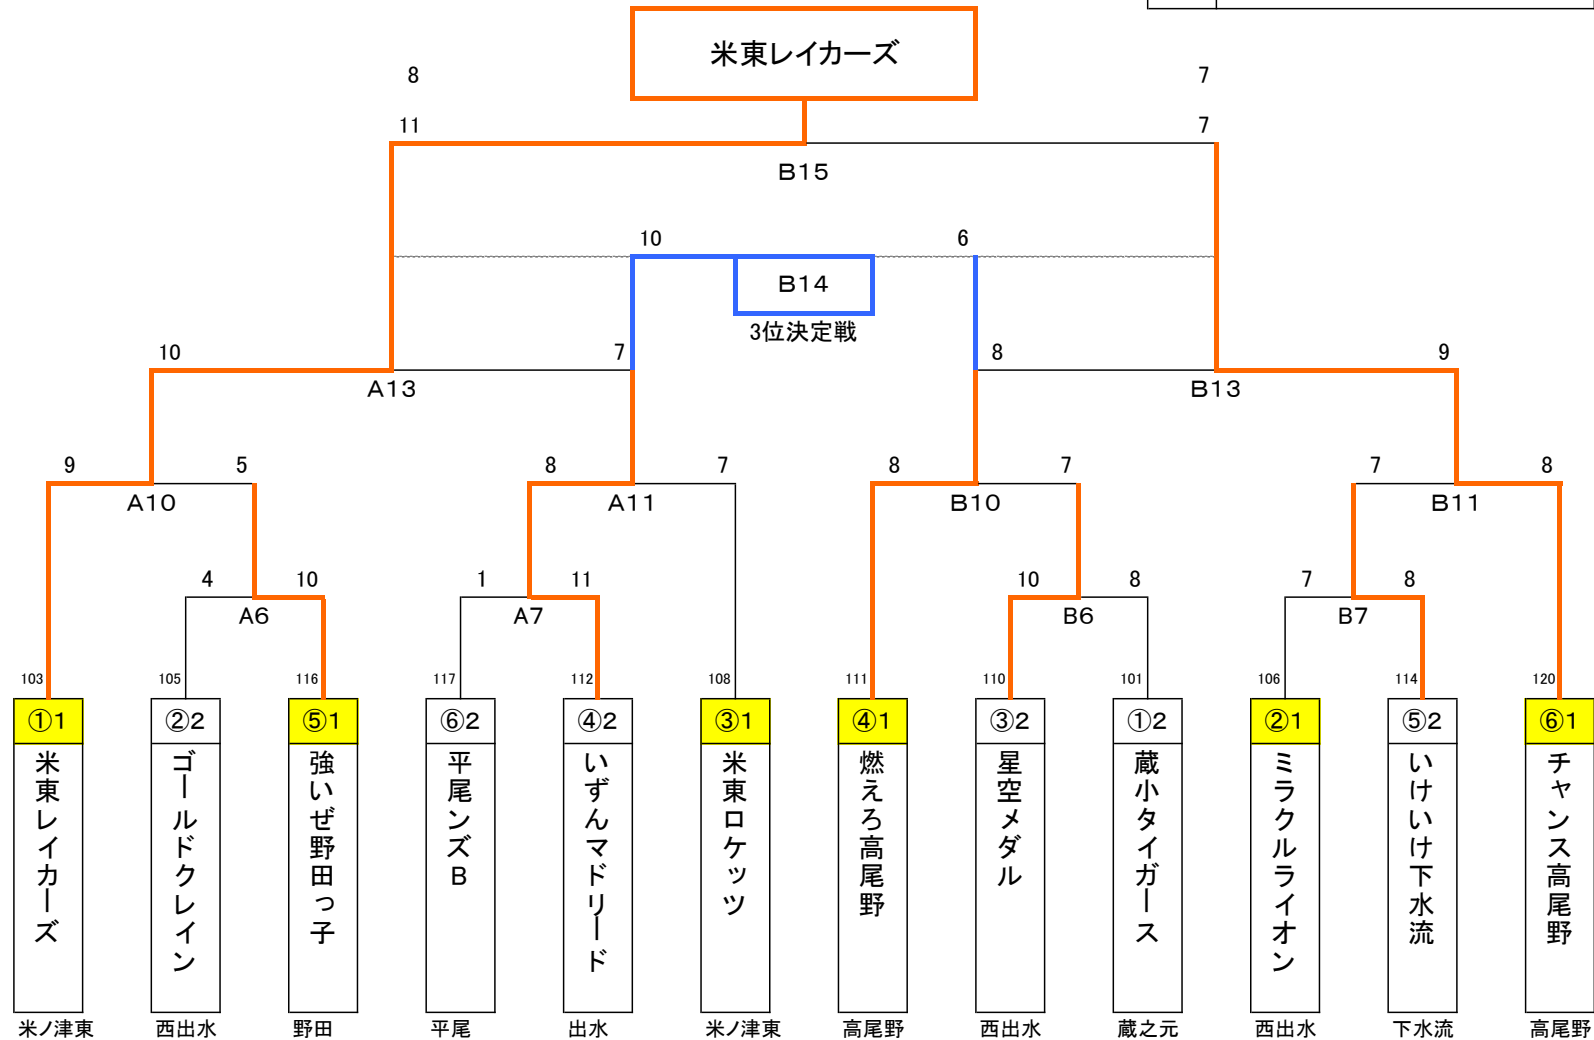 米東レイカーズ
8
7
11
7
B15
10
6
B14
3位決定戦
10
7
8
9
A13
B13
9
5
8
7
8
7
7
8
A10
A11
B10
B11
4
10
1
11
10
8
7
8
A6
A7
B6
B7
103
105
116
117
112
108
111
110
101
106
114
120
①1
②2
⑤1
⑥2
④2
③1
④1
③2
①2
②1
⑤2
⑥1
米東レイカーズ
ゴールドクレイン
強いぜ野田っ子
平尾ンズB
いずんマドリード
米東ロケッツ
燃えろ高尾野
星空メダル
蔵小タイガース
ミラクルライオン
いけいけ下水流
チャンス高尾野
米ノ津東
西出水
野田
平尾
出水
米ノ津東
高尾野
西出水
蔵之元
西出水
下水流
高尾野